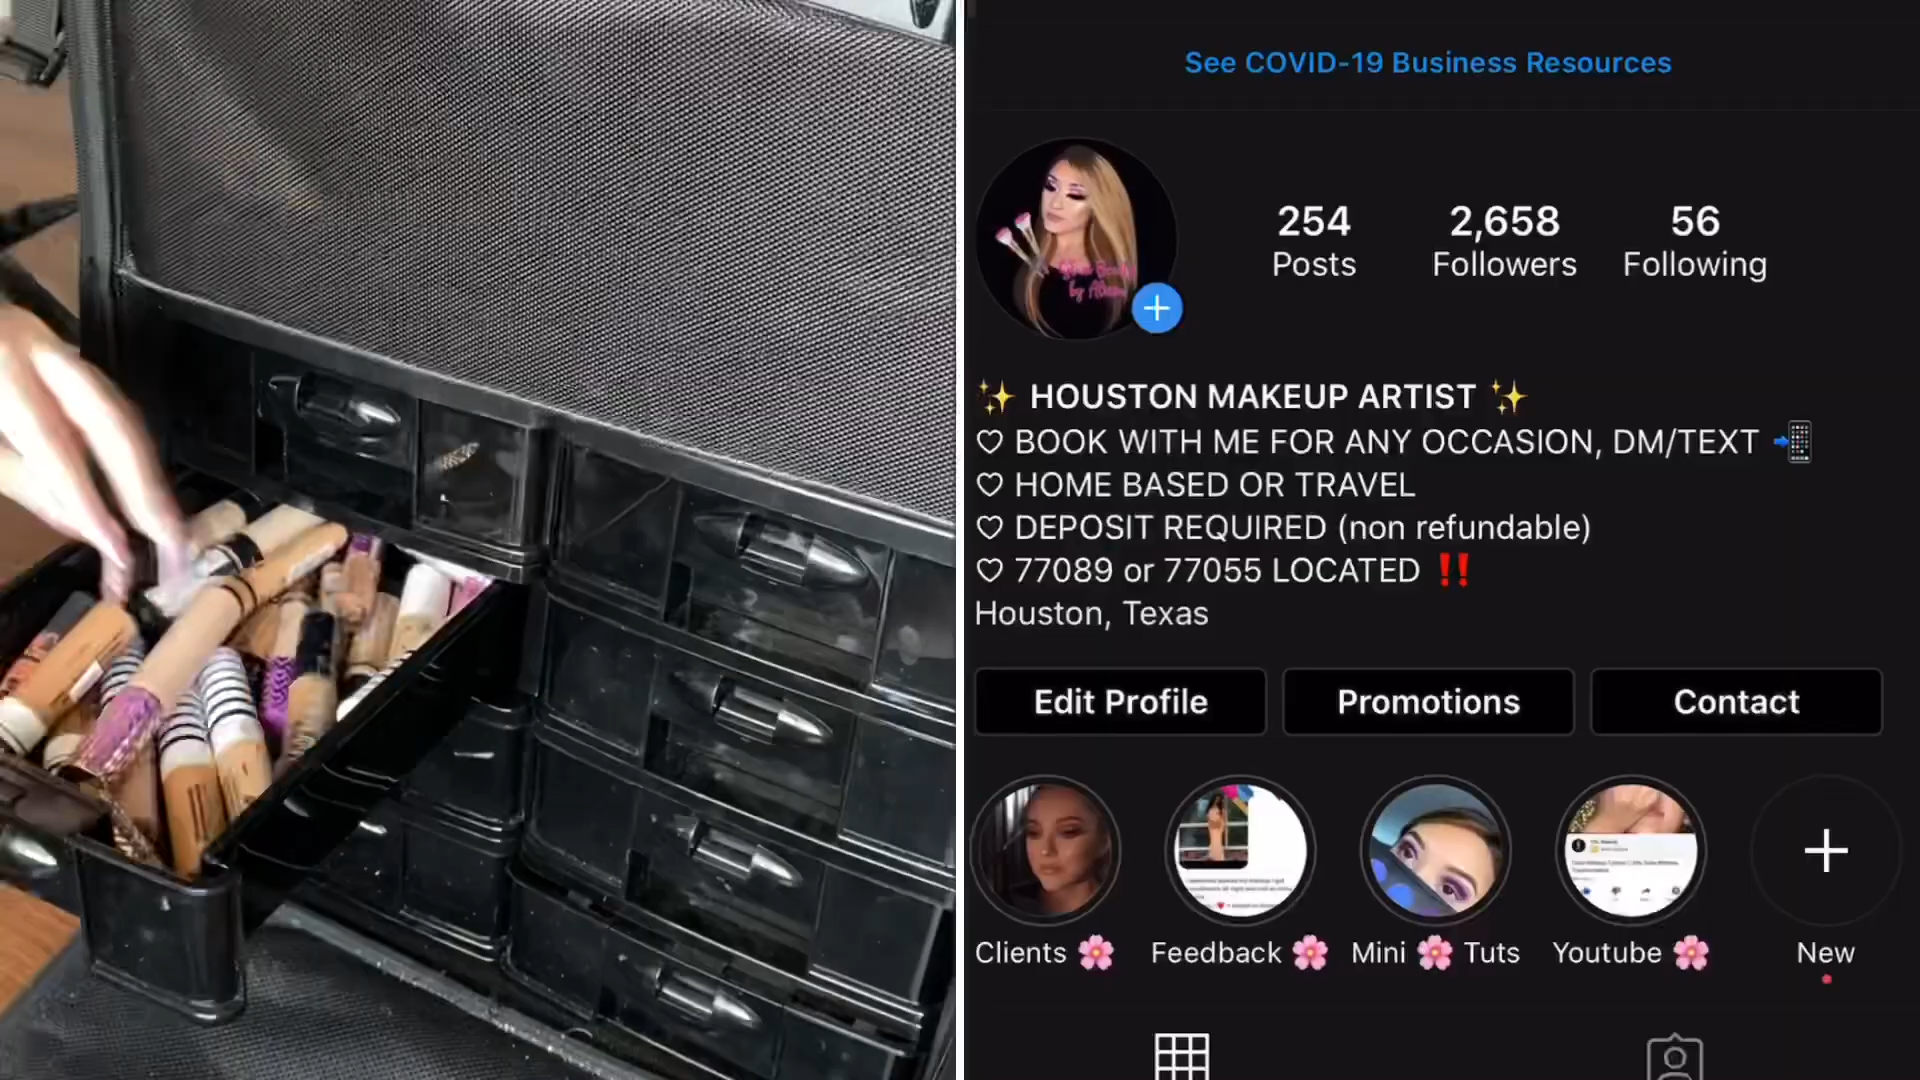 See COVID-19 Business Resources
254
Posts
2,658
Followers
56
Following
✨ HOUSTON MAKEUP ARTIST ✨
♡ BOOK WITH ME FOR ANY OCCASION, DM/TEXT 📲
♡ HOME BASED OR TRAVEL
♡ DEPOSIT REQUIRED (non refundable)
♡ 77089 or 77055 LOCATED ‼️
Houston, Texas
Edit Profile
Promotions
Contact
Clients 🌸
Feedback 🌸
Mini 🌸 Tuts
Youtube 🌸
New